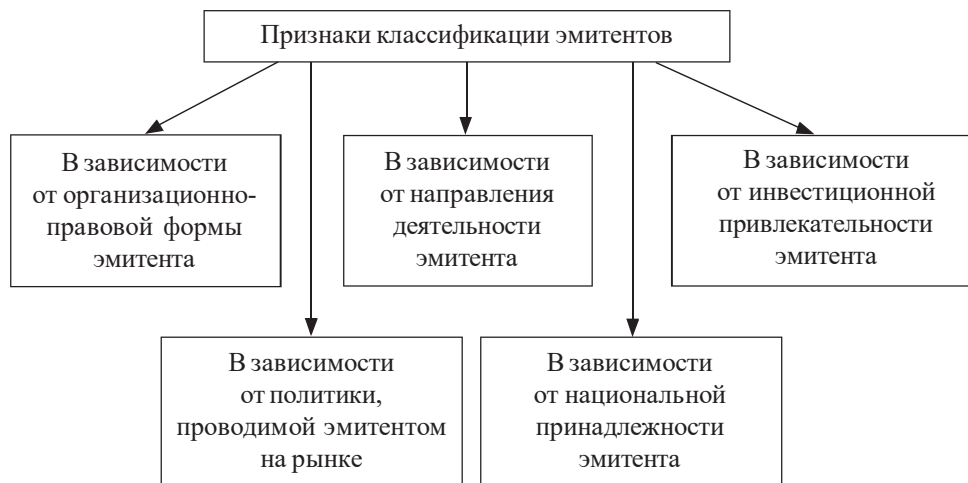 Признаки классификации эмитентов
В зависимости
от организационно-
правовой формы
эмитента
В зависимости
от направления
деятельности
эмитента
В зависимости
от инвестиционной
привлекательности
эмитента
В зависимости
от политики,
проводимой эмитентом
на рынке
В зависимости
от национальной
принадлежности
эмитента